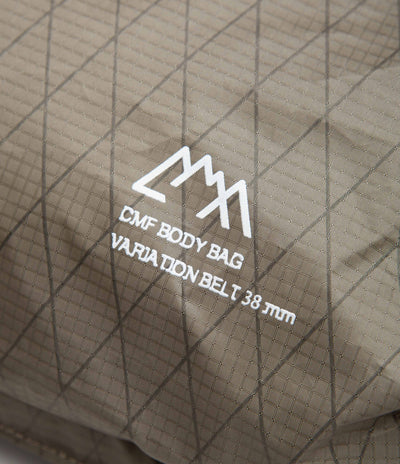 CMF BODY BAG
VARIATION BELT 38 mm